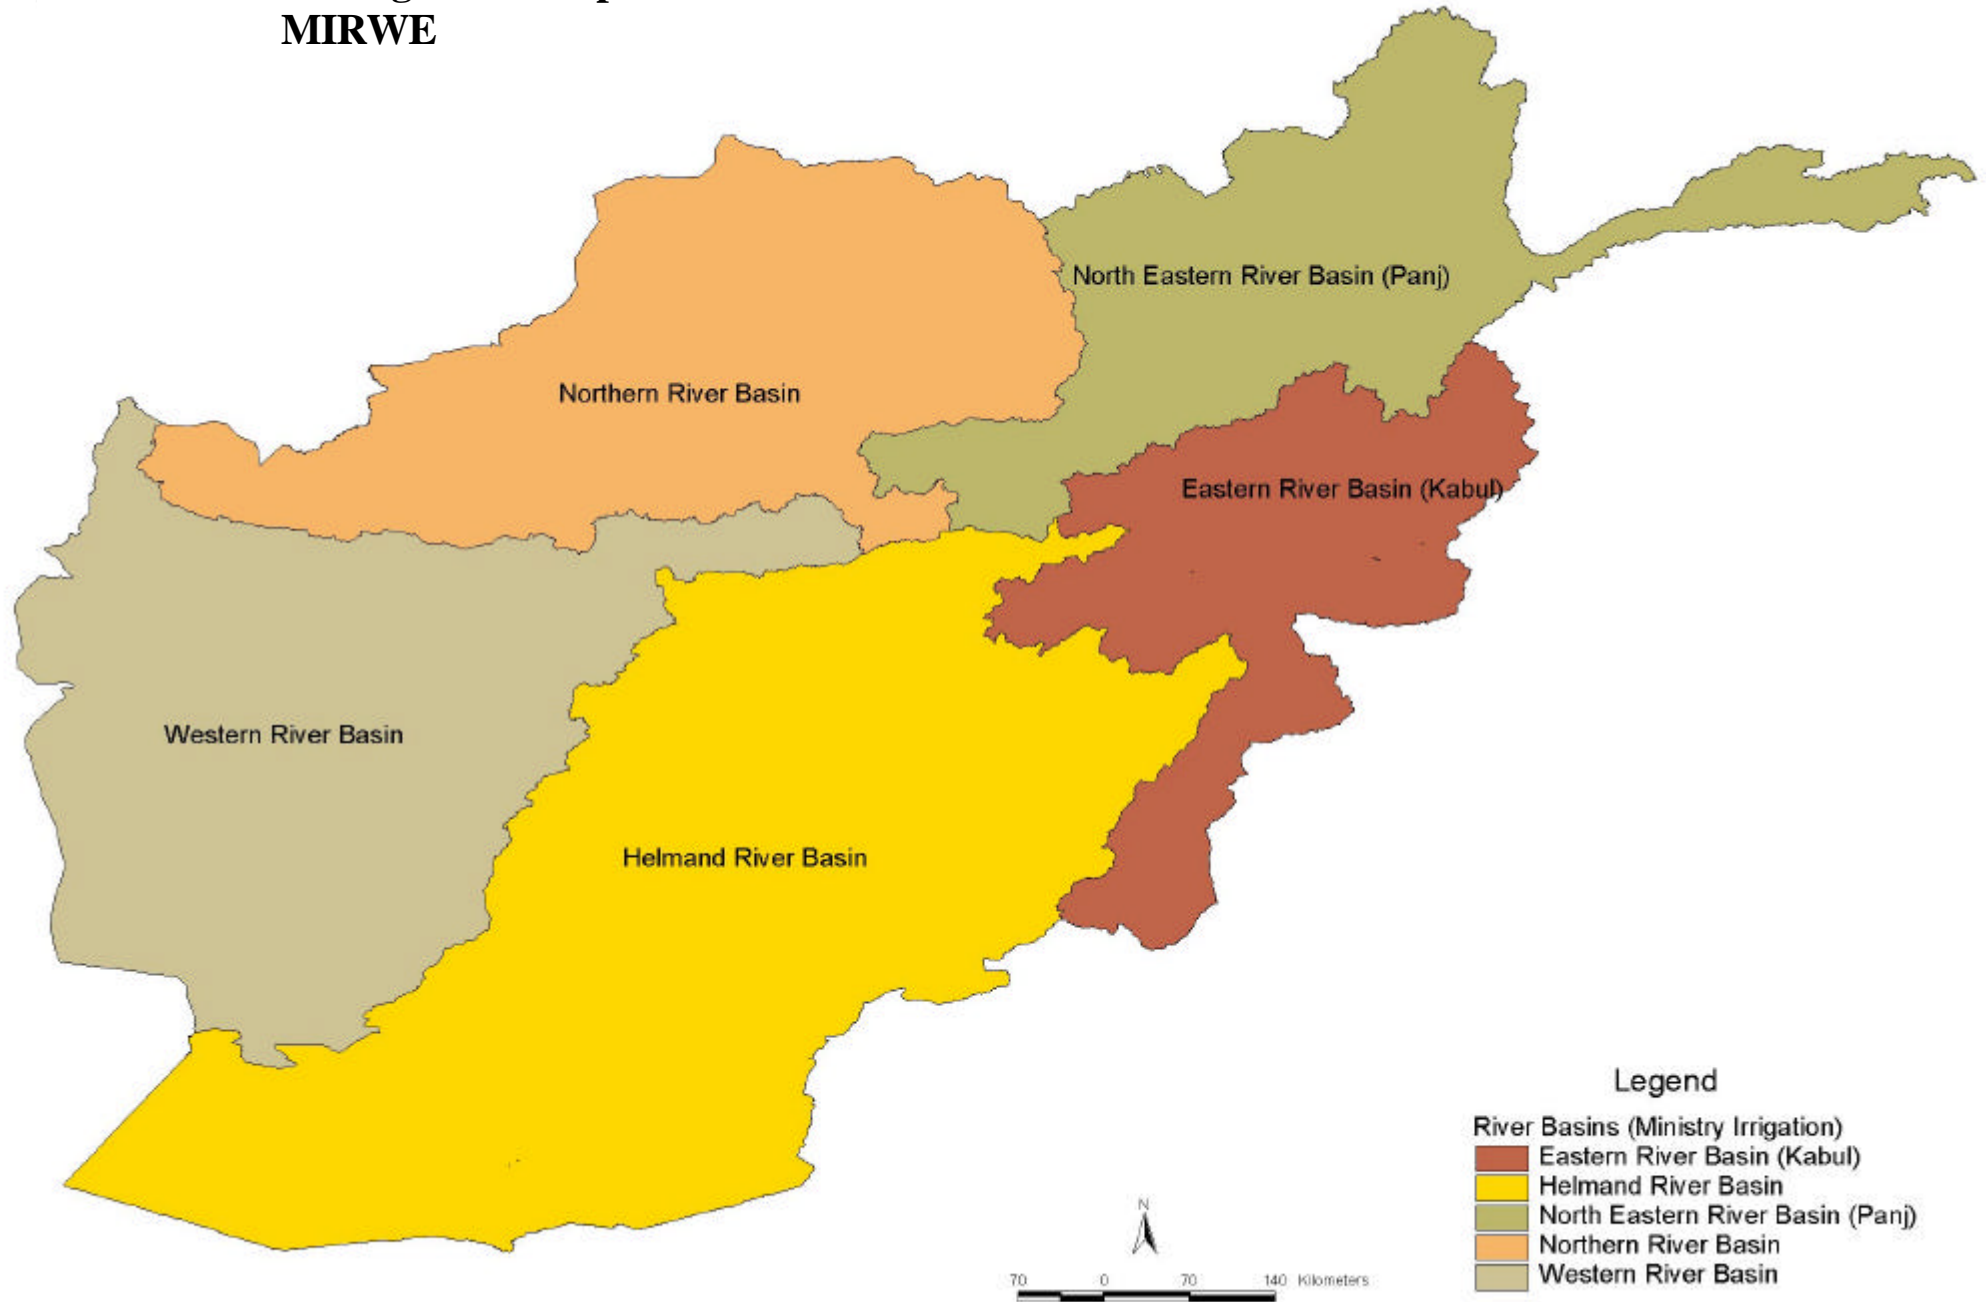 MIRWE
North Eastern River Basin (Panj)
Northern River Basin
Eastern River Basin (Kabul)
Western River Basin
Helmand River Basin
Legend
River Basins (Ministry Irrigation)
Eastern River Basin (Kabul)
Helmand River Basin
North Eastern River Basin (Panj)
Northern River Basin
Western River Basin
N
70 0 70 140 Kilometers